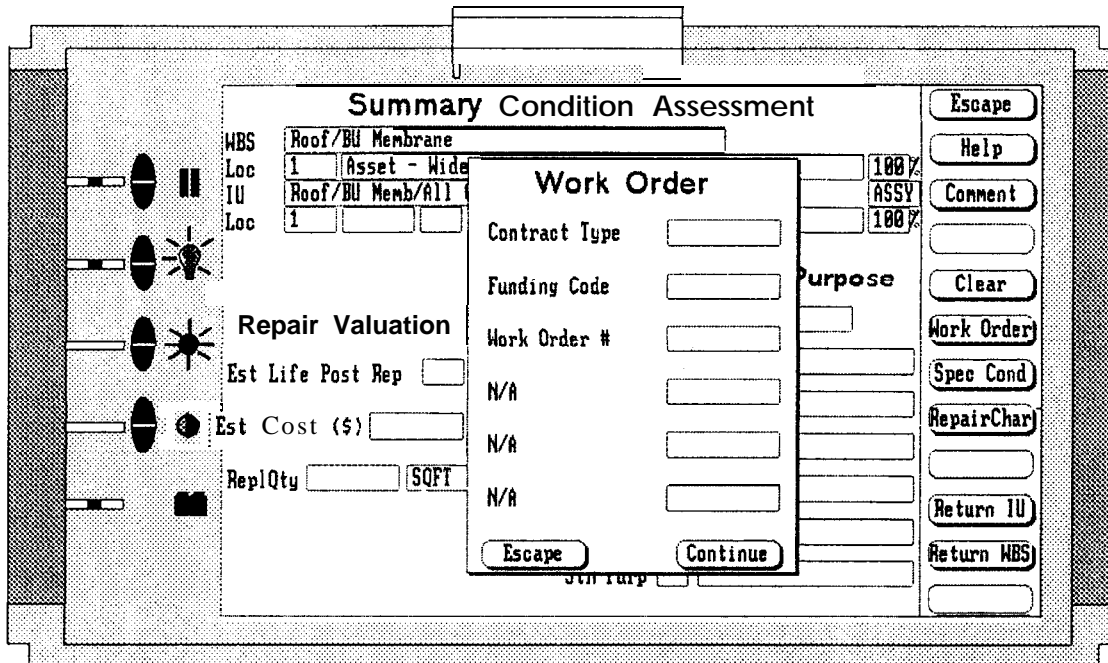 Summary Condition Assessment
WBS Roof/BU Membrane
Loc 1 Asset - Wide 100%
IU Roof/BU Memb/All ASSY
Loc 1 100%
Purpose
Repair Valuation
Est Life Post Rep
Est Cost ($)
ReplQty SQFT
Work Order
Contract Type
Funding Code
Work Order #
N/A
N/A
N/A
Escape Continue
Escape
Help
Comment
Clear
Work Order
Spec Cond
RepairChar
Return IU
Return WBS